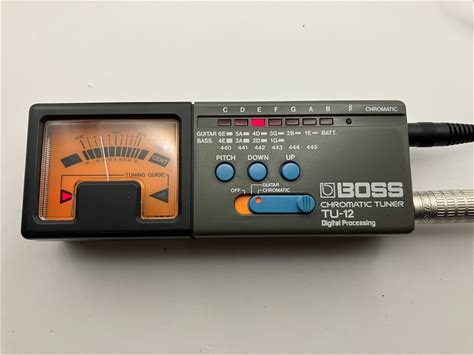 C D E F G A B ♯ CHROMATIC
GUITAR 6E 5A 4D 3G 2B 1E BATT.
BASS 4E 3A 2D 1G
440 441 442 443 444 445
PITCH DOWN UP
GUITAR
OFF CHROMATIC
BOSS
CHROMATIC TUNER
TU-12
Digital Processing
CENT
TUNING GUIDE